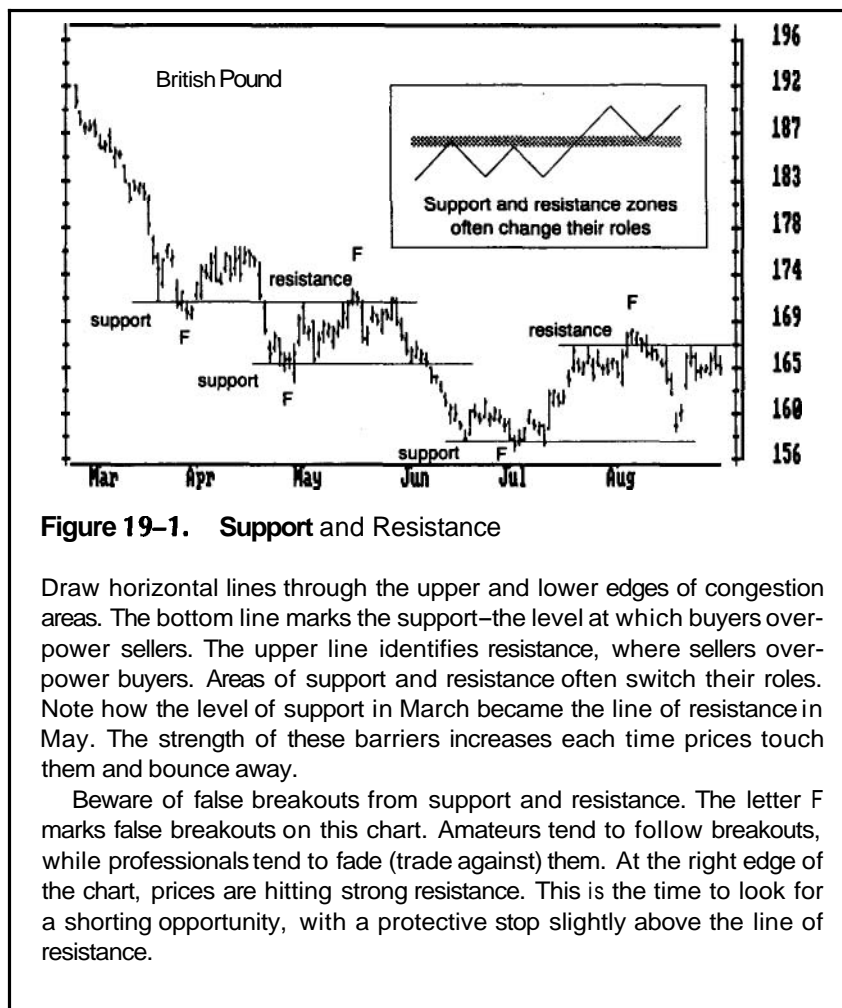 196
British Pound
192
187
183
Support and resistance zones
often change their roles
178
F
174
resistance
F
169
support
F
resistance
165
support
F
160
support
F
156
Mar Apr May Jun Jul Aug
Figure 19–1. Support and Resistance
Draw horizontal lines through the upper and lower edges of congestion
areas. The bottom line marks the support–the level at which buyers over-
power sellers. The upper line identifies resistance, where sellers over-
power buyers. Areas of support and resistance often switch their roles.
Note how the level of support in March became the line of resistance in
May. The strength of these barriers increases each time prices touch
them and bounce away.
Beware of false breakouts from support and resistance. The letter F
marks false breakouts on this chart. Amateurs tend to follow breakouts,
while professionals tend to fade (trade against) them. At the right edge of
the chart, prices are hitting strong resistance. This is the time to look for
a shorting opportunity, with a protective stop slightly above the line of
resistance.